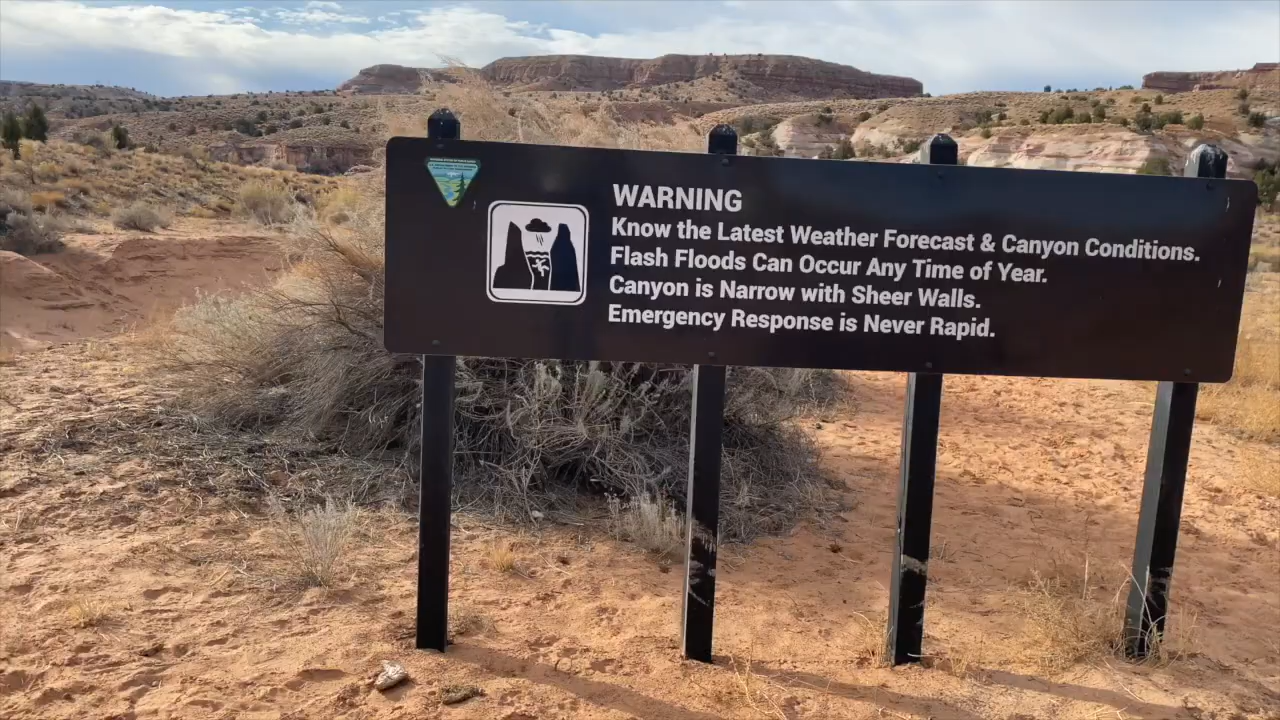 WARNING
Know the Latest Weather Forecast & Canyon Conditions.
Flash Floods Can Occur Any Time of Year.
Canyon is Narrow with Sheer Walls.
Emergency Response is Never Rapid.